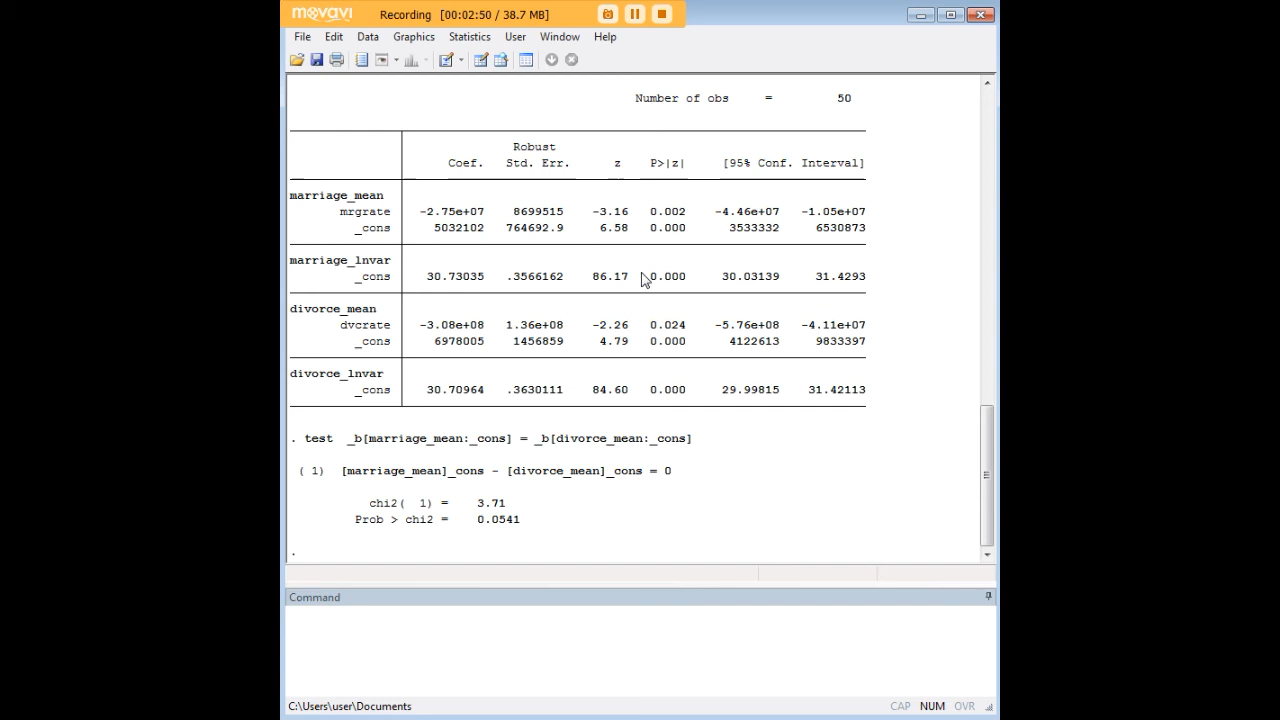 movavi Recording [00:02:50 / 38.7 MB]
File Edit Data Graphics Statistics User Window Help
Number of obs = 50
Robust
Coef. Std. Err. z P>|z| [95% Conf. Interval]
marriage_mean
mrgrate -2.75e+07 8699515 -3.16 0.002 -4.46e+07 -1.05e+07
_cons 5032102 764692.9 6.58 0.000 3533332 6530873
marriage_lnvar
_cons 30.73035 .3566162 86.17 0.000 30.03139 31.4293
divorce_mean
dvcrate -3.08e+08 1.36e+08 -2.26 0.024 -5.76e+08 -4.11e+07
_cons 6978005 1456859 4.79 0.000 4122613 9833397
divorce_lnvar
_cons 30.70964 .3630111 84.60 0.000 29.99815 31.42113
. test _b[marriage_mean:_cons] = _b[divorce_mean:_cons]
( 1) [marriage_mean]_cons - [divorce_mean]_cons = 0
chi2( 1) = 3.71
Prob > chi2 = 0.0541
.
Command
C:\Users\user\Documents CAP NUM OVR